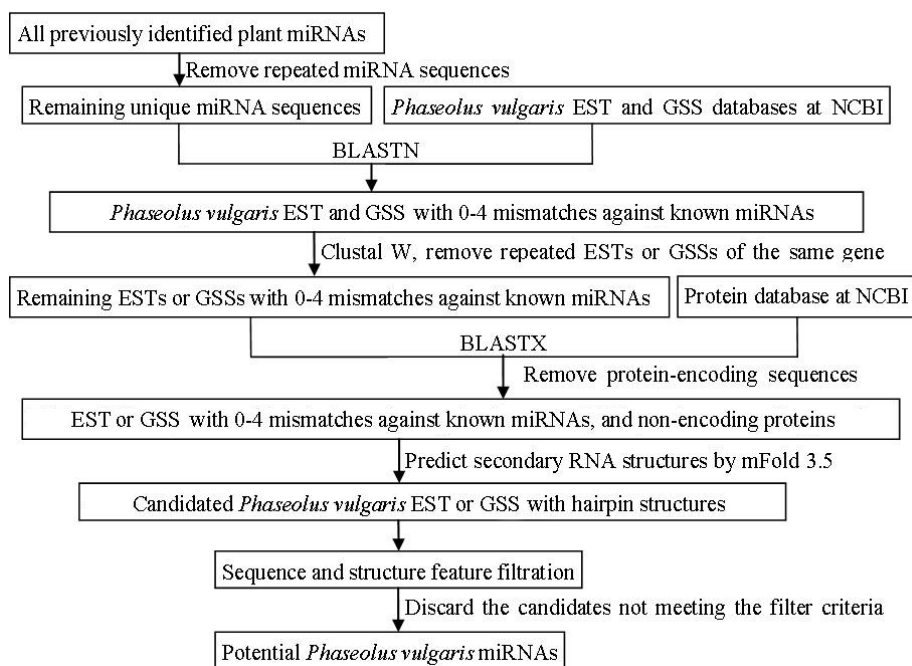 All previously identified plant miRNAs
Remove repeated miRNA sequences
Remaining unique miRNA sequences
Phaseolus vulgaris EST and GSS databases at NCBI
BLASTN
Phaseolus vulgaris EST and GSS with 0-4 mismatches against known miRNAs
Clustal W, remove repeated ESTs or GSSs of the same gene
Remaining ESTs or GSSs with 0-4 mismatches against known miRNAs
Protein database at NCBI
BLASTX
Remove protein-encoding sequences
EST or GSS with 0-4 mismatches against known miRNAs, and non-encoding proteins
Predict secondary RNA structures by mFold 3.5
Candidated Phaseolus vulgaris EST or GSS with hairpin structures
Sequence and structure feature filtration
Discard the candidates not meeting the filter criteria
Potential Phaseolus vulgaris miRNAs